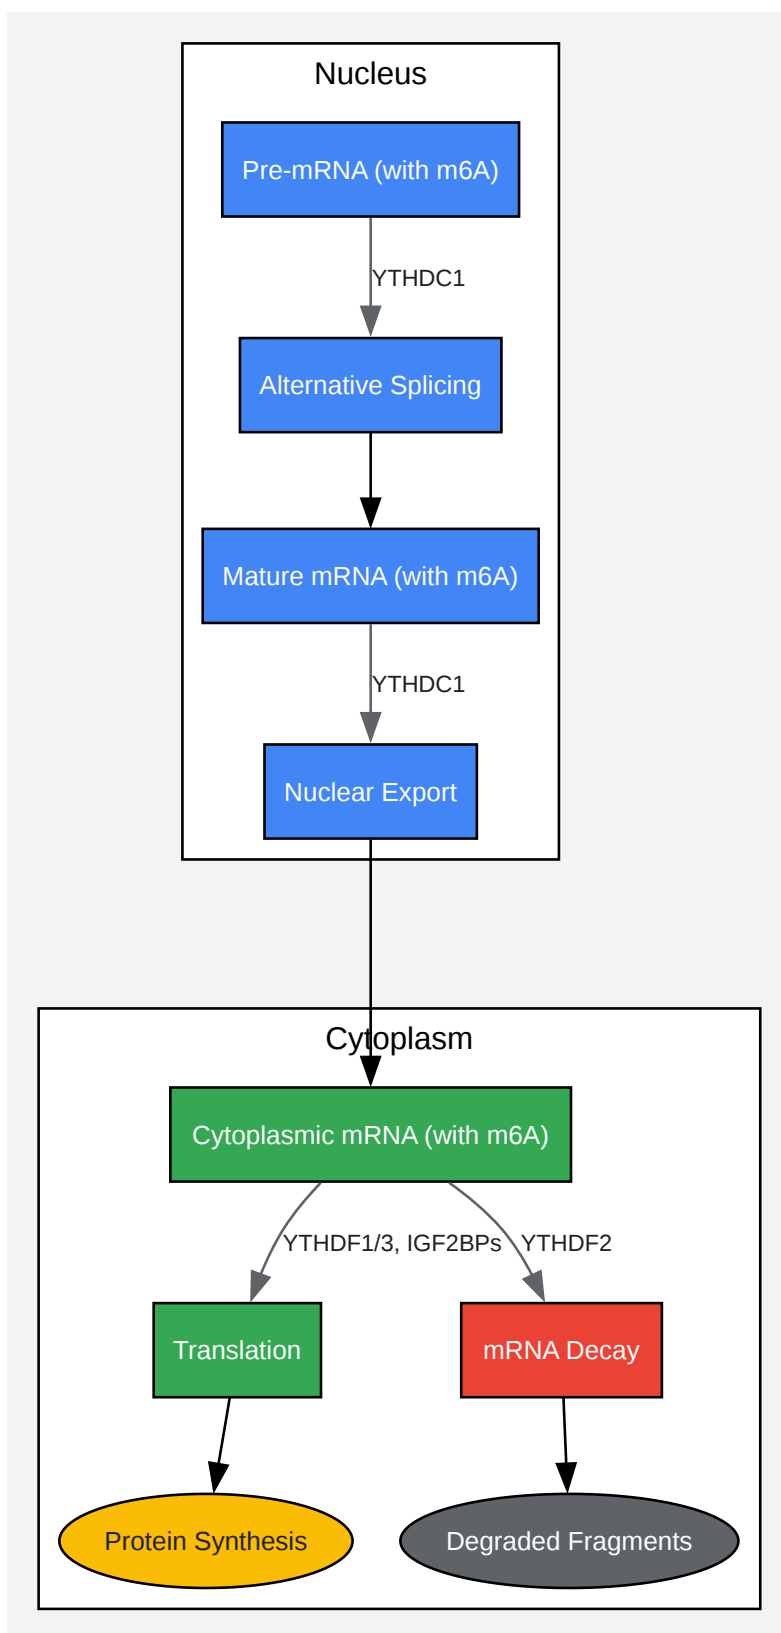 Nucleus
Pre-mRNA (with m6A)
YTHDC1
Alternative Splicing
Mature mRNA (with m6A)
YTHDC1
Nuclear Export
Cytoplasm
Cytoplasmic mRNA (with m6A)
YTHDF1/3, IGF2BPs
YTHDF2
Translation
mRNA Decay
Protein Synthesis
Degraded Fragments